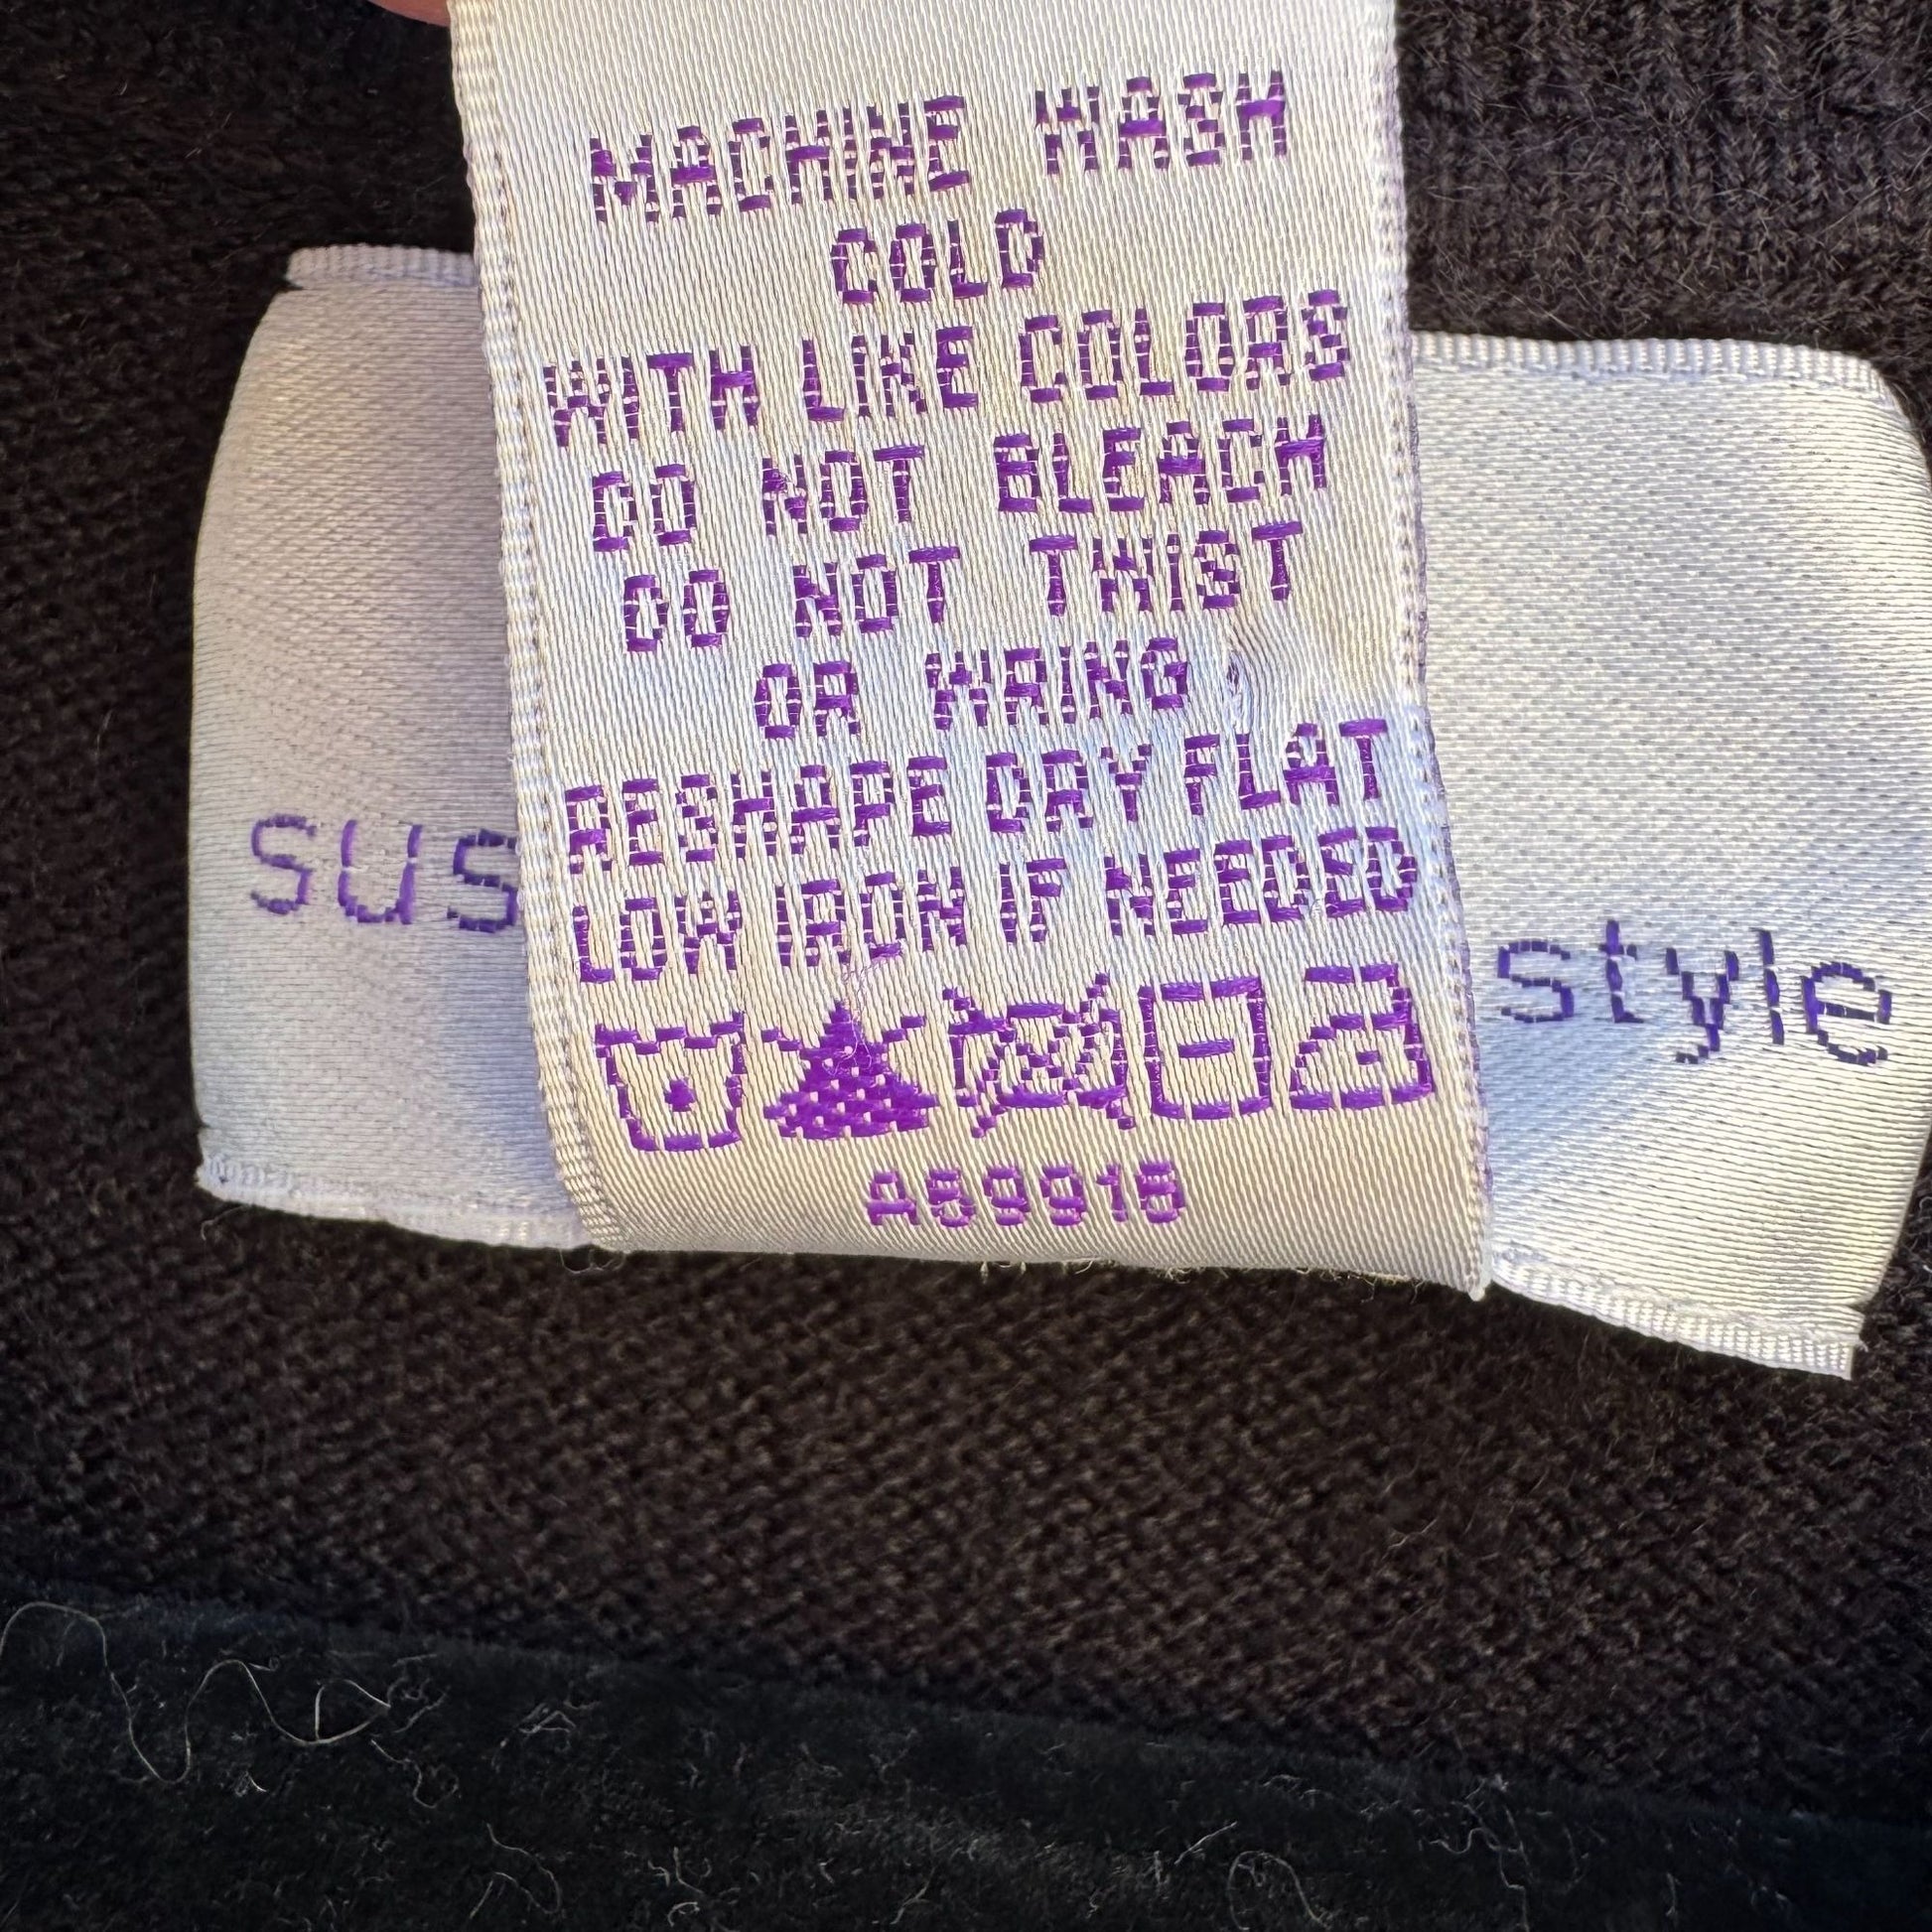 MACHINE WASH
COLD
WITH LIKE COLORS
DO NOT BLEACH
DO NOT TWIST
OR WRING
RESHAPE DRY FLAT
LOW IRON IF NEEDED
sus
style